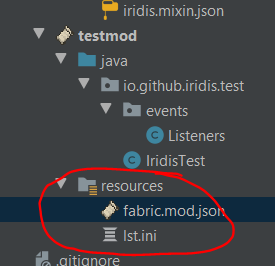 iridis.mixin.json
testmod
java
io.github.iridis.test
events
Listeners
IridisTest
resources
fabric.mod.json
lst.ini
.gitignore